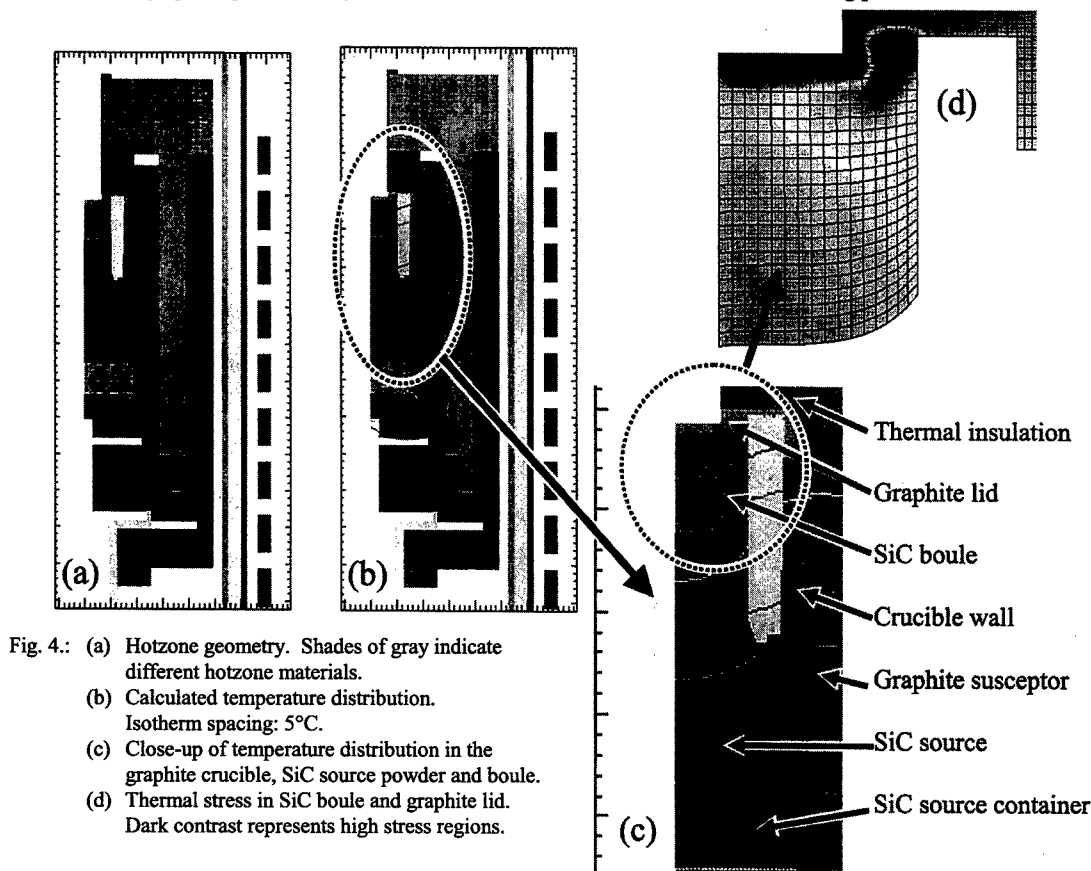 (a)
(b)
(d)
Thermal insulation
Graphite lid
SiC boule
Crucible wall
Graphite susceptor
SiC source
SiC source container
(c)
Fig. 4.: (a) Hotzone geometry. Shades of gray indicate
different hotzone materials.
(b) Calculated temperature distribution.
Isotherm spacing: 5°C.
(c) Close-up of temperature distribution in the
graphite crucible, SiC source powder and boule.
(d) Thermal stress in SiC boule and graphite lid.
Dark contrast represents high stress regions.